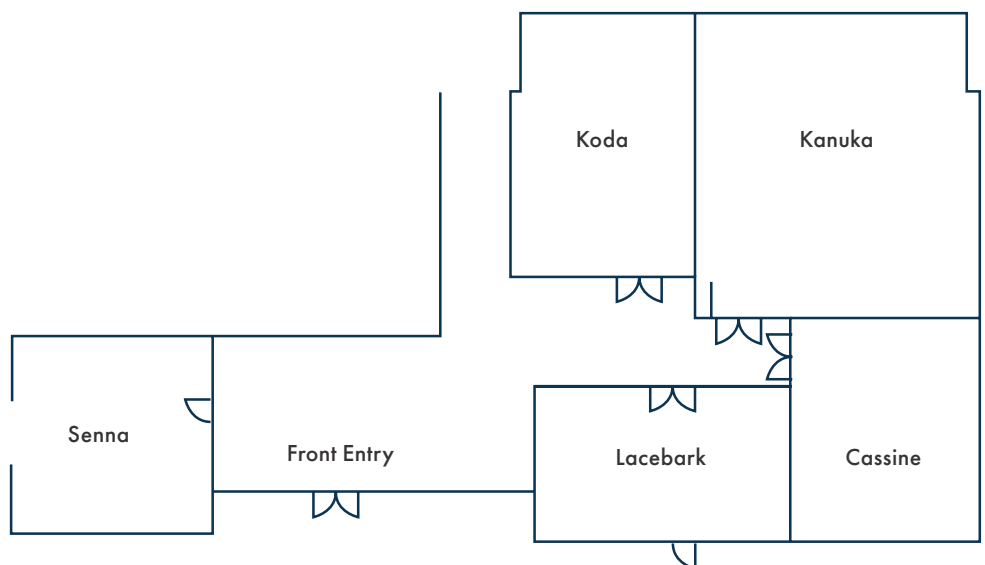 Koda
Kanuka
Senna
Front Entry
Lacebark
Cassine